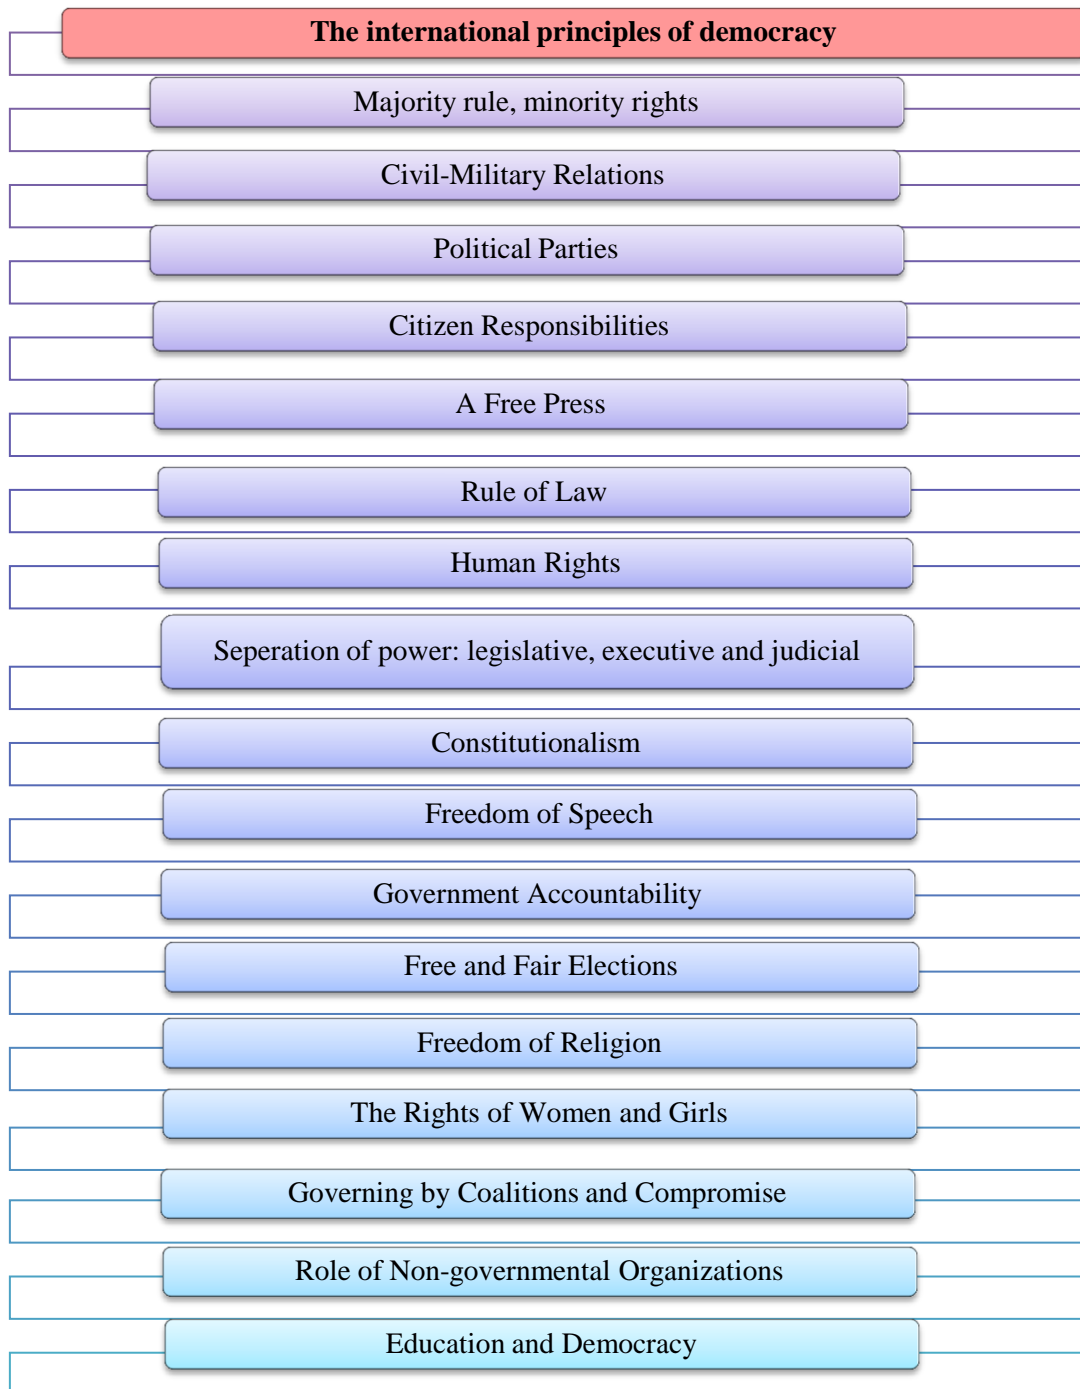 The international principles of democracy
Majority rule, minority rights
Civil-Military Relations
Political Parties
Citizen Responsibilities
A Free Press
Rule of Law
Human Rights
Seperation of power: legislative, executive and judicial
Constitutionalism
Freedom of Speech
Government Accountability
Free and Fair Elections
Freedom of Religion
The Rights of Women and Girls
Governing by Coalitions and Compromise
Role of Non-governmental Organizations
Education and Democracy